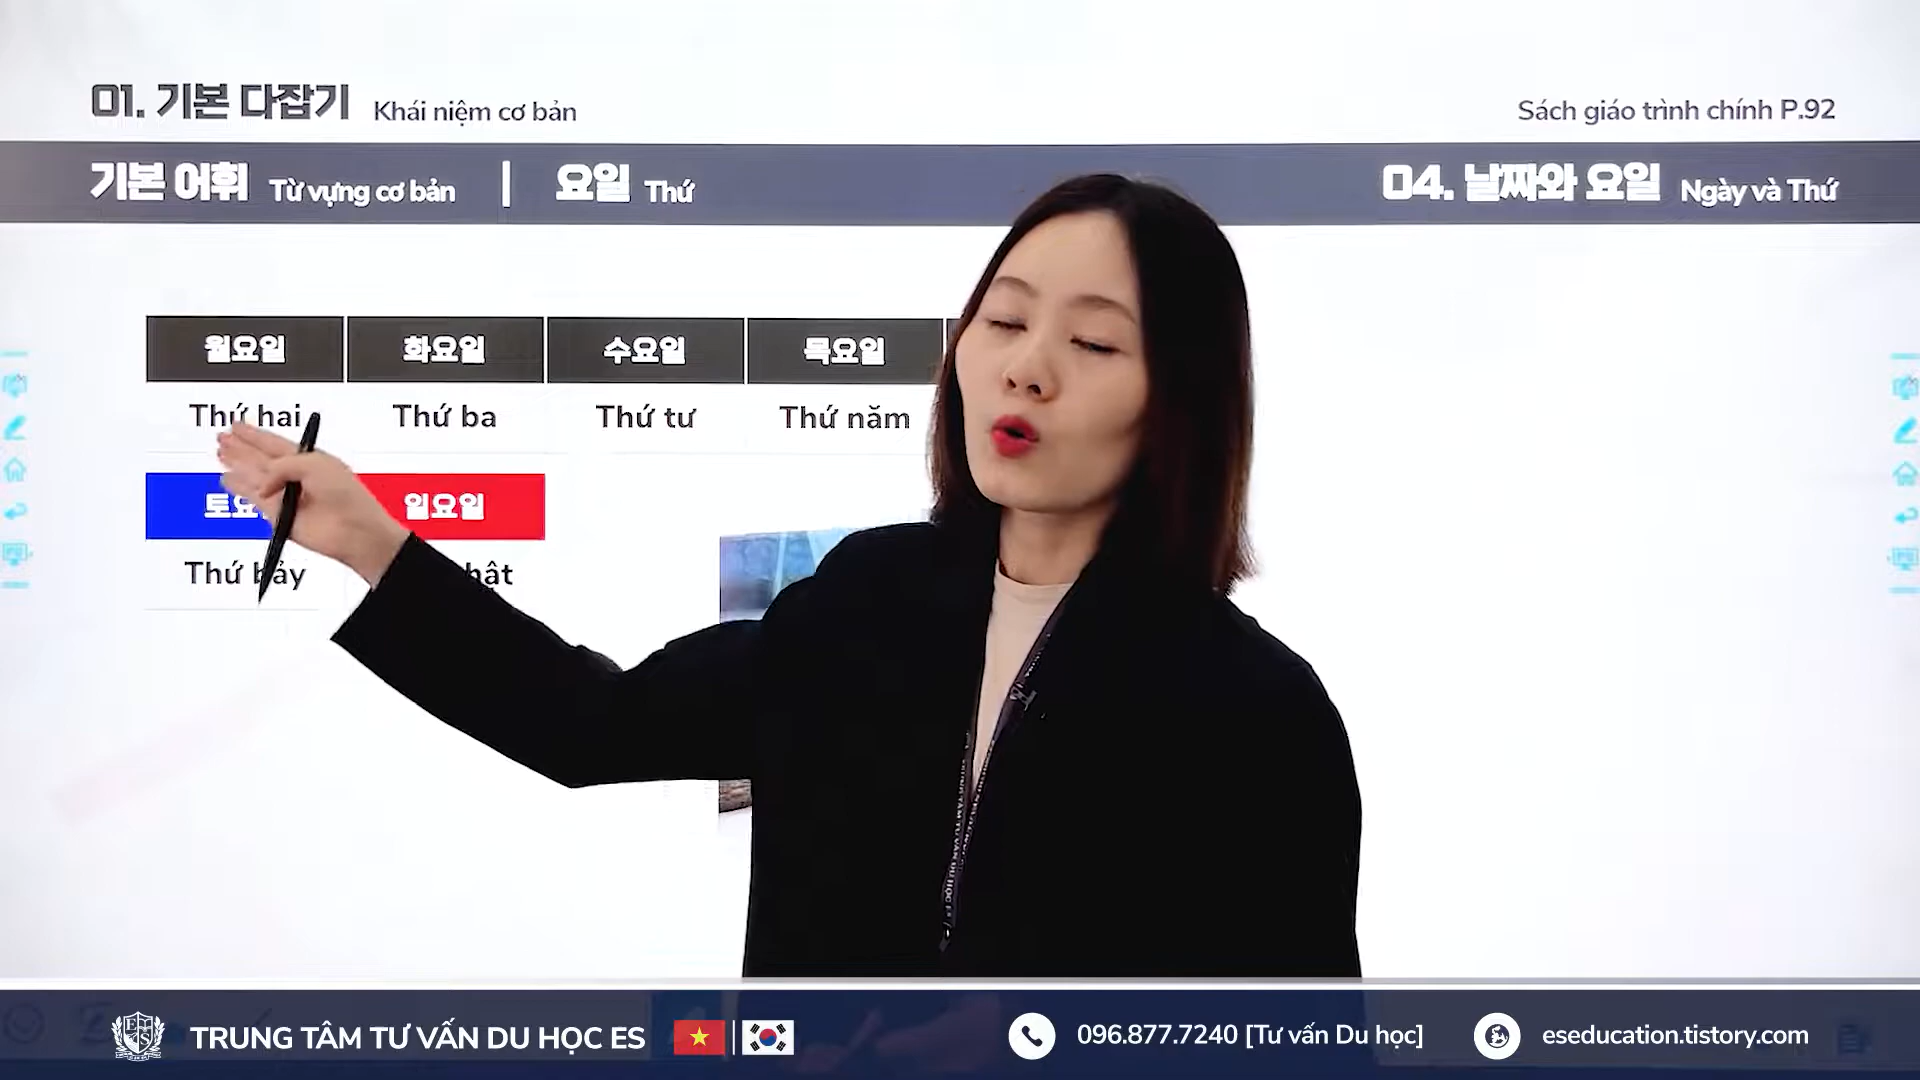 01. 기본 다잡기 Khái niệm cơ bản
Sách giáo trình chính P.92
기본 어휘 Từ vựng cơ bản | 요일 Thứ
04. 날짜와 요일 Ngày và Thứ
월요일 화요일 수요일 목요일
Thứ hai Thứ ba Thứ tư Thứ năm
일요일
Thứ bảy
TRUNG TÂM TƯ VẤN DU HỌC ES
096.877.7240 [Tư vấn Du học]
eseducation.tistory.com